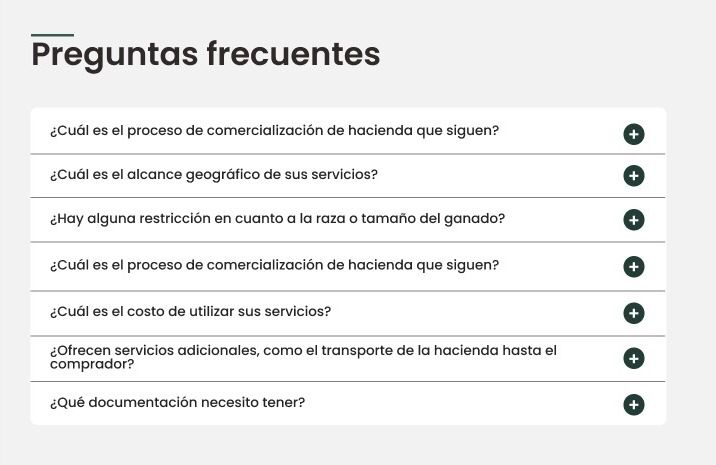 Preguntas frecuentes
¿Cuál es el proceso de comercialización de hacienda que siguen?
¿Cuál es el alcance geográfico de sus servicios?
¿Hay alguna restricción en cuanto a la raza o tamaño del ganado?
¿Cuál es el proceso de comercialización de hacienda que siguen?
¿Cuál es el costo de utilizar sus servicios?
¿Ofrecen servicios adicionales, como el transporte de la hacienda hasta el
comprador?
¿Qué documentación necesito tener?